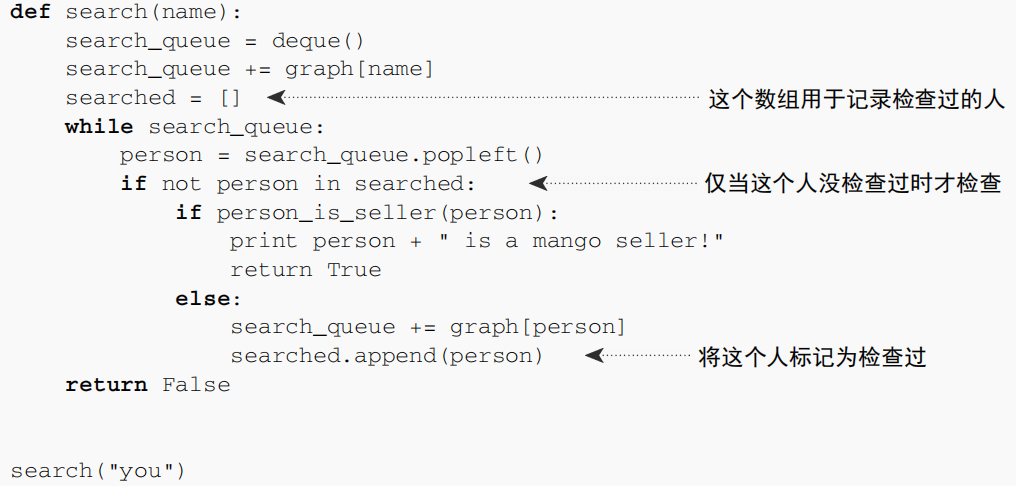 def search(name):
    search_queue = deque()
    search_queue += graph[name]
    searched = [] 这个数组用于记录检查过的人
    while search_queue:
        person = search_queue.popleft()
        if not person in searched: 仅当这个人没检查过时才检查
            if person_is_seller(person):
                print person + " is a mango seller!"
                return True
            else:
                search_queue += graph[person]
                searched.append(person) 将这个人标记为检查过
    return False
search("you")